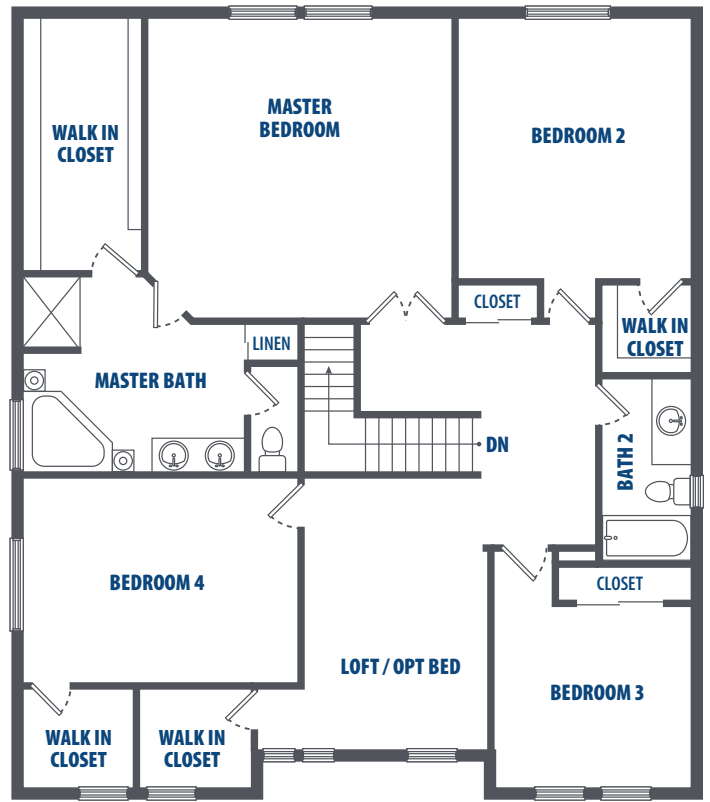 MASTER
BEDROOM
WALK IN
CLOSET
BEDROOM 2
CLOSET
WALK IN
CLOSET
LINEN
MASTER BATH
DN
BATH 2
BEDROOM 4
CLOSET
LOFT / OPT BED
BEDROOM 3
WALK IN
CLOSET
WALK IN
CLOSET